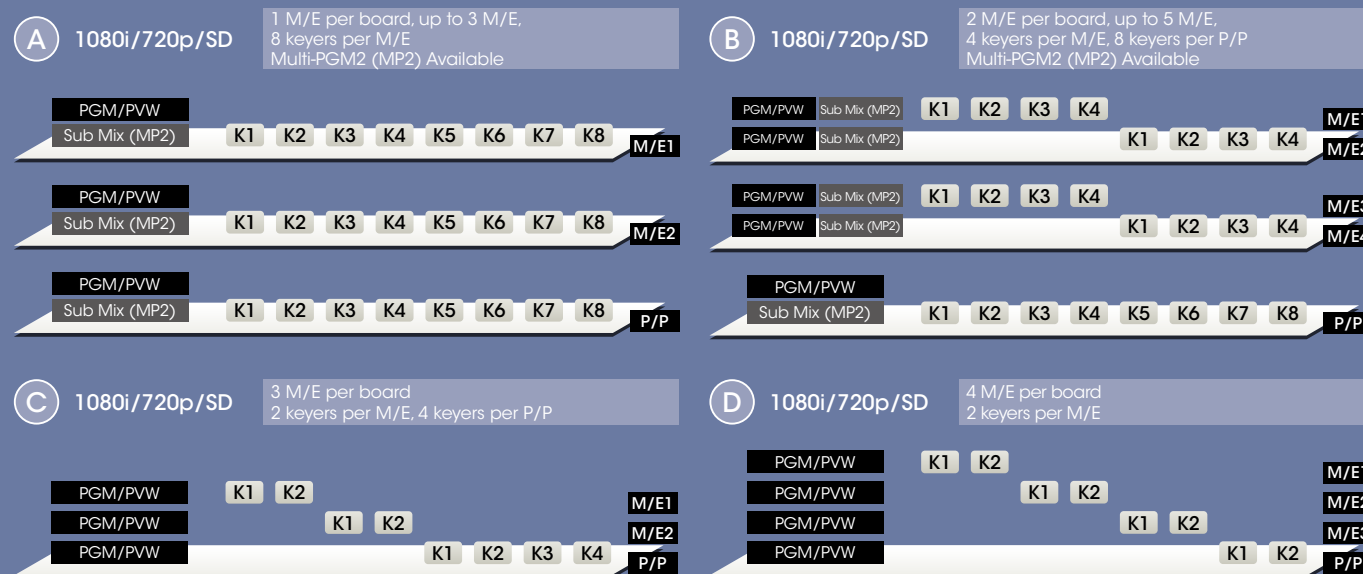 A 1080i/720p/SD
1 M/E per board, up to 3 M/E,
8 keyers per M/E
Multi-PGM2 (MP2) Available
PGM/PVW
Sub Mix (MP2) K1 K2 K3 K4 K5 K6 K7 K8 M/E1
PGM/PVW
Sub Mix (MP2) K1 K2 K3 K4 K5 K6 K7 K8 M/E2
PGM/PVW
Sub Mix (MP2) K1 K2 K3 K4 K5 K6 K7 K8 P/P
B 1080i/720p/SD
2 M/E per board, up to 5 M/E,
4 keyers per M/E, 8 keyers per P/P
Multi-PGM2 (MP2) Available
PGM/PVW Sub Mix (MP2) K1 K2 K3 K4 M/E1
PGM/PVW Sub Mix (MP2) K1 K2 K3 K4 M/E2
PGM/PVW Sub Mix (MP2) K1 K2 K3 K4 M/E3
PGM/PVW Sub Mix (MP2) K1 K2 K3 K4 M/E4
PGM/PVW
Sub Mix (MP2) K1 K2 K3 K4 K5 K6 K7 K8 P/P
C 1080i/720p/SD
3 M/E per board
2 keyers per M/E, 4 keyers per P/P
PGM/PVW K1 K2 M/E1
PGM/PVW K1 K2 M/E2
PGM/PVW K1 K2 K3 K4 P/P
D 1080i/720p/SD
4 M/E per board
2 keyers per M/E
PGM/PVW K1 K2 M/E1
PGM/PVW K1 K2 M/E2
PGM/PVW K1 K2 M/E3
PGM/PVW K1 K2 P/P